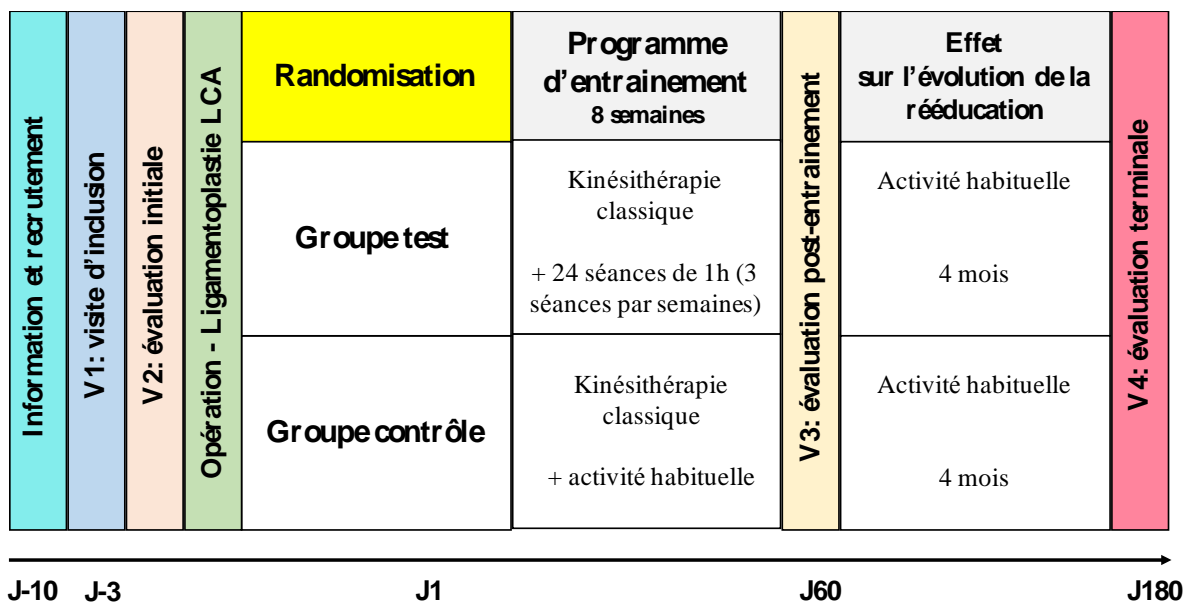 Information et recrutement
V1: visite d'inclusion
V2: évaluation initiale
Opération - Ligamentoplastie LCA
Randomisation
Groupe test
Groupe contrôle
Programme
d'entrainement
8 semaines
Kinésithérapie
classique
+ 24 séances de 1h (3
séances par semaines)
Kinésithérapie
classique
+ activité habituelle
V3: évaluation post-entrainement
Effet
sur l'évolution de la
rééducation
Activité habituelle
4 mois
Activité habituelle
4 mois
V4: évaluation terminale
J-10
J-3
J1
J60
J180